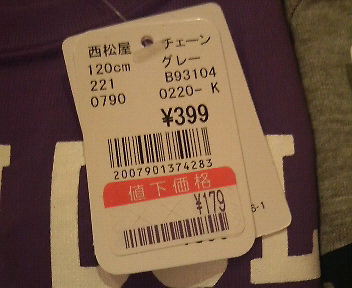 西松屋 チェーン
120cm グレー
221 B93104
0790 0220- K
¥399
2007901374283
値下価格
¥179